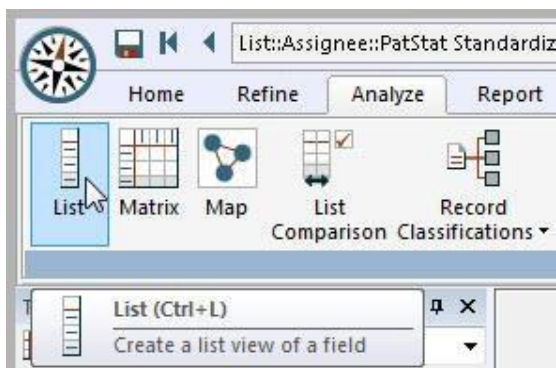 List::Assignee::PatStat Standardiz
Home Refine Analyze Report
List Matrix Map List Comparison Record Classifications
List (Ctrl+L)
Create a list view of a field